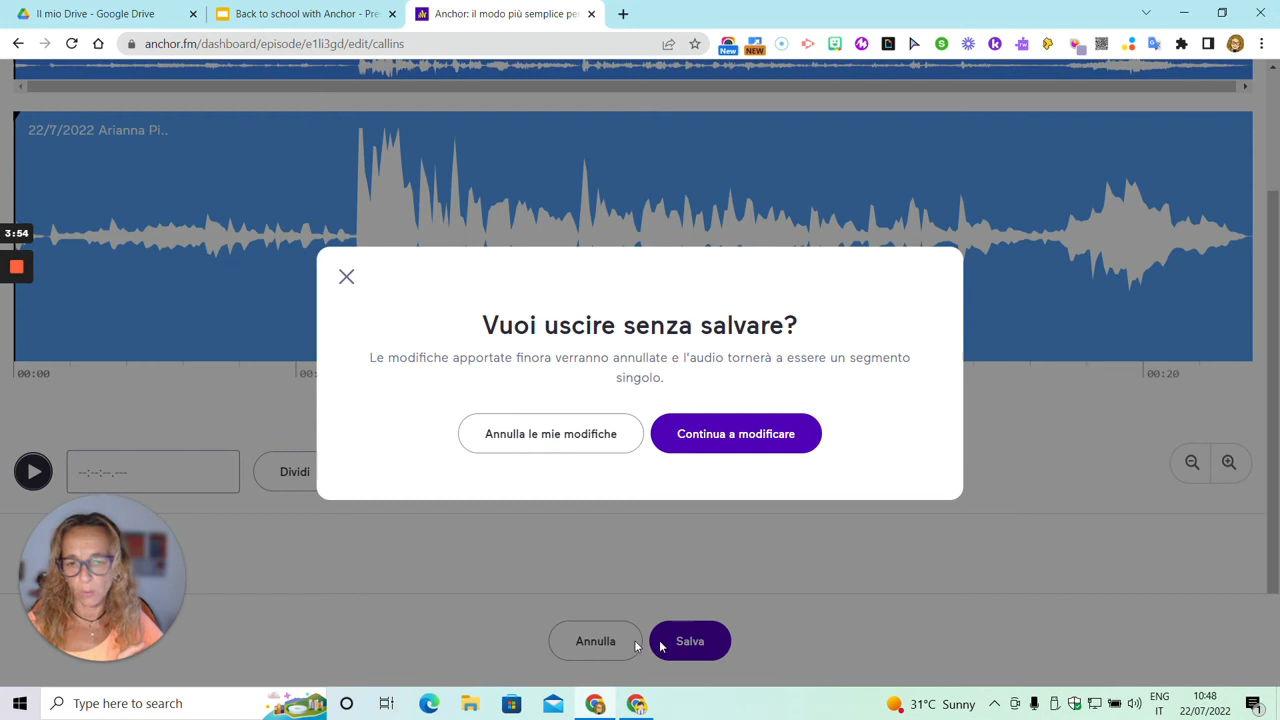 Il mio Drive - Google Drive
Back to school with Anchor - Pre
Anchor: il modo più semplice pe
anchor.fm/dashboard/episode/e1li3gd/edit/callins
New
NEW
22/7/2022 Arianna Pi..
3:54
Vuoi uscire senza salvare?
Le modifiche apportate finora verranno annullate e l'audio tornerà a essere un segmento
singolo.
00:00
00:20
Annulla le mie modifiche
Continua a modificare
--:--:--.---
Dividi
Annulla
Salva
Type here to search
31°C Sunny
ENG
IT
10:48
22/07/2022
1